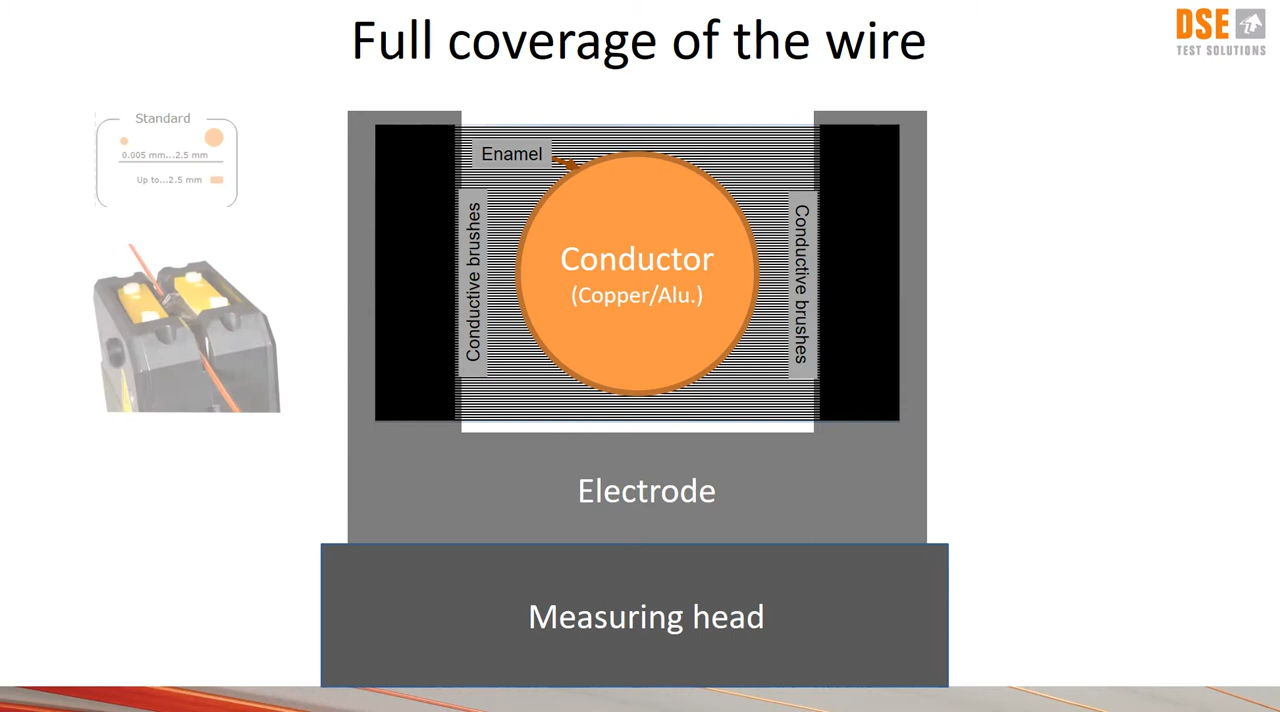 Full coverage of the wire
DSE
TEST SOLUTIONS
Standard
0.005 mm...2.5 mm
Up to...2.5 mm
Enamel
Conductive brushes
Conductor
(Copper/Alu.)
Conductive brushes
Electrode
Measuring head